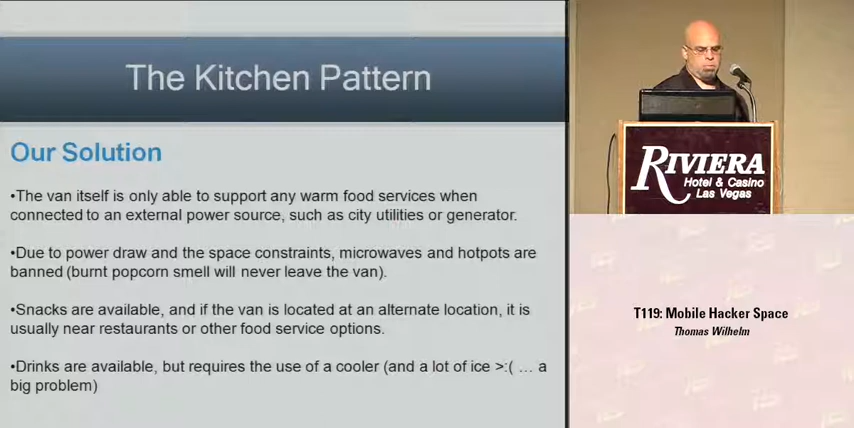 The Kitchen Pattern
Our Solution
•The van itself is only able to support any warm food services when
connected to an external power source, such as city utilities or generator.
•Due to power draw and the space constraints, microwaves and hotpots are
banned (burnt popcorn smell will never leave the van).
•Snacks are available, and if the van is located at an alternate location, it is
usually near restaurants or other food service options.
•Drinks are available, but requires the use of a cooler (and a lot of ice >:( … a
big problem)
RIVIERA
Hotel & Casino
Las Vegas
T119: Mobile Hacker Space
Thomas Wilhelm